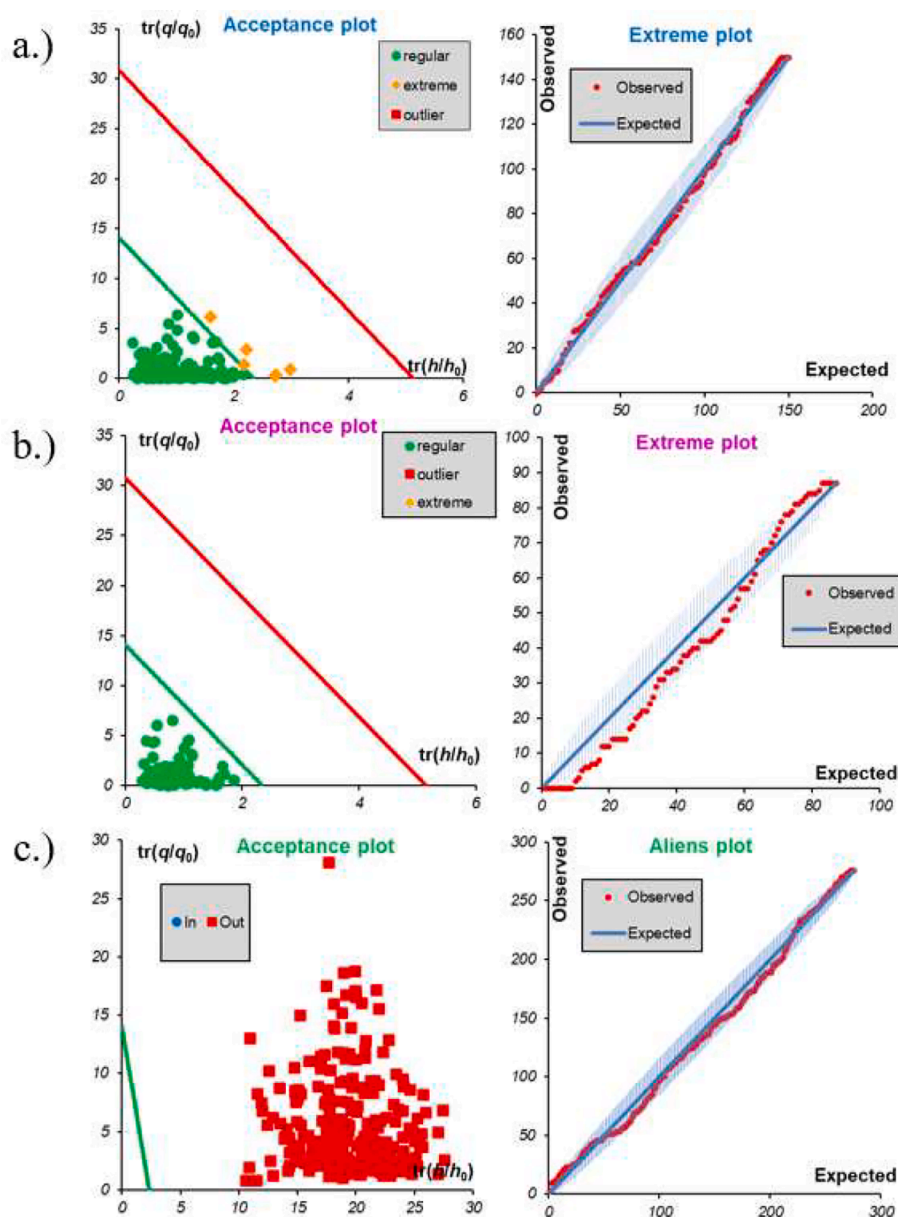 a.)
tr(q/q0) Acceptance plot
35
30
25
20
15
10
5
0
0 2 4 6
tr(h/h0)
regular
extreme
outlier
Extreme plot
Observed
160
140
120
100
80
60
40
20
0
0 50 100 150 200
Expected
Observed
Expected
b.)
tr(q/q0) Acceptance plot
35
30
25
20
15
10
5
0
0 2 4 6
tr(h/h0)
regular
outlier
extreme
Extreme plot
Observed
100
90
80
70
60
50
40
30
20
10
0
0 20 40 60 80 100
Expected
Observed
Expected
c.)
tr(q/q0) Acceptance plot
30
25
20
15
10
5
0
0 5 10 15 20 25 30
tr(h/h0)
In Out
Aliens plot
Observed
300
250
200
150
100
50
0
0 100 200 300
Expected
Observed
Expected